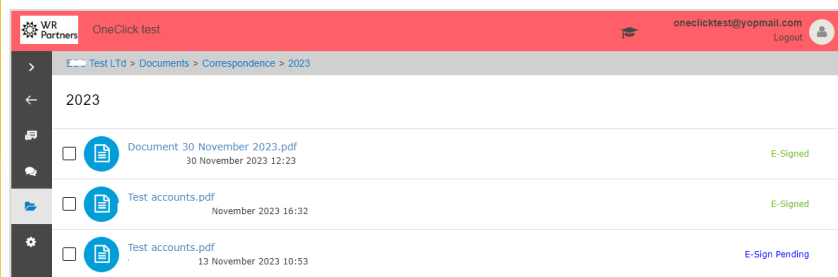 WR
Partners
OneClick test
oneclicktest@yopmail.com
Logout
Test LTd > Documents > Correspondence > 2023
2023
Document 30 November 2023.pdf
30 November 2023 12:23
E-Signed
Test accounts.pdf
November 2023 16:32
E-Signed
Test accounts.pdf
13 November 2023 10:53
E-Sign Pending